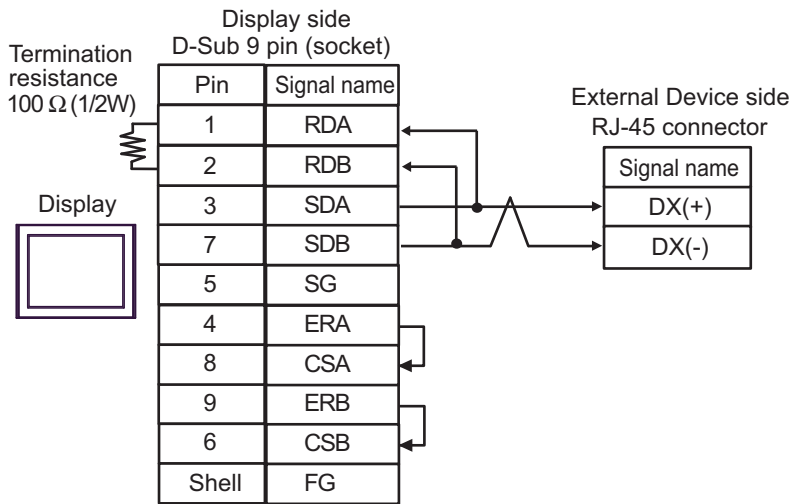 Display side
D-Sub 9 pin (socket)
Termination
resistance
100 Ω (1/2W)
Pin Signal name
1 RDA
2 RDB
3 SDA
7 SDB
5 SG
4 ERA
8 CSA
9 ERB
6 CSB
Shell FG
Display
External Device side
RJ-45 connector
Signal name
DX(+)
DX(-)